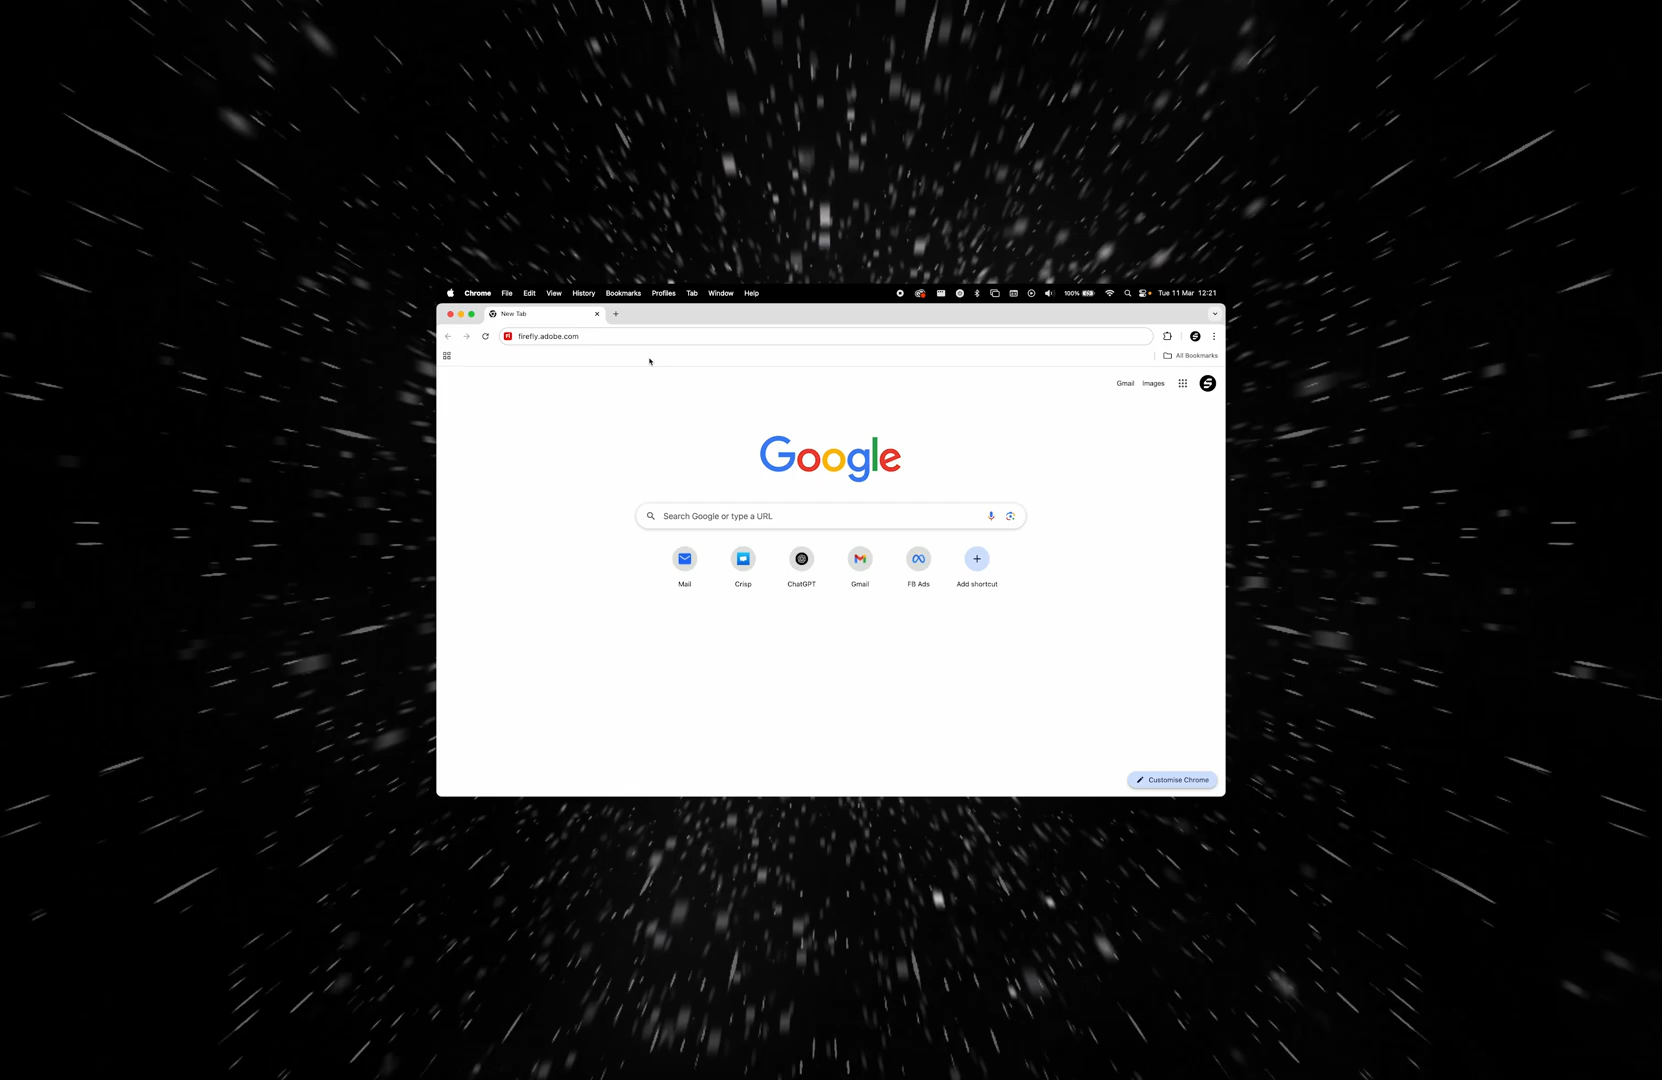 Chrome File Edit View History Bookmarks Profiles Tab Window Help 100% Tue 11 Mar 12:21
New Tab
firefly.adobe.com
All Bookmarks
Gmail Images
Google
Search Google or type a URL
Mail Crisp ChatGPT Gmail FB Ads Add shortcut
Customise Chrome